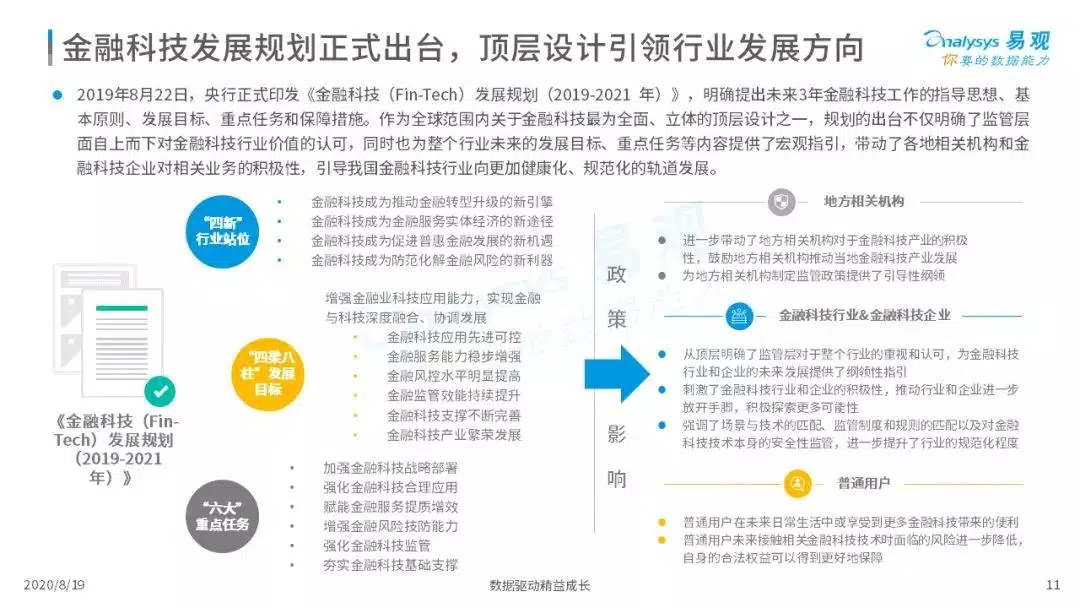 金融科技发展规划正式出台，顶层设计引领行业发展方向
analysys 易观
你要的数据能力
2019年8月22日，央行正式印发《金融科技（Fin-Tech）发展规划（2019-2021 年）》，明确提出未来3年金融科技工作的指导思想、基
本原则、发展目标、重点任务和保障措施。作为全球范围内关于金融科技最为全面、立体的顶层设计之一，规划的出台不仅明确了监管层
面自上而下对金融科技行业价值的认可，同时也为整个行业未来的发展目标、重点任务等内容提供了宏观指引，带动了各地相关机构和金
融科技企业对相关业务的积极性，引导我国金融科技行业向更加健康化、规范化的轨道发展。
《金融科技（Fin-
Tech）发展规划
（2019-2021
年）》
“四新”
行业站位
金融科技成为推动金融转型升级的新引擎
金融科技成为金融服务实体经济的新途径
金融科技成为促进普惠金融发展的新机遇
金融科技成为防范化解金融风险的新利器
“四梁八
柱”发展
目标
增强金融业科技应用能力，实现金融
与科技深度融合、协调发展
金融科技应用先进可控
金融服务能力稳步增强
金融风控水平明显提高
金融监管效能持续提升
金融科技支撑不断完善
金融科技产业繁荣发展
“六大”
重点任务
加强金融科技战略部署
强化金融科技合理应用
赋能金融服务提质增效
增强金融风险技防能力
强化金融科技监管
夯实金融科技基础支撑
政
策
影
响
地方相关机构
进一步带动了地方相关机构对于金融科技产业的积极
性，鼓励地方相关机构推动当地金融科技产业发展
为地方相关机构制定监管政策提供了引导性纲领
金融科技行业&金融科技企业
从顶层明确了监管层对于整个行业的重视和认可，为金融科技
行业和企业的未来发展提供了纲领性指引
刺激了金融科技行业和企业的积极性，推动行业和企业进一步
放开手脚，积极探索更多可能性
强调了场景与技术的匹配、监管制度和规则的匹配以及对金融
科技技术本身的安全性监管，进一步提升了行业的规范化程度
普通用户
普通用户在未来日常生活中或享受到更多金融科技带来的便利
普通用户未来接触相关金融科技技术时面临的风险进一步降低，
自身的合法权益可以得到更好地保障
2020/8/19
数据驱动精益成长
11